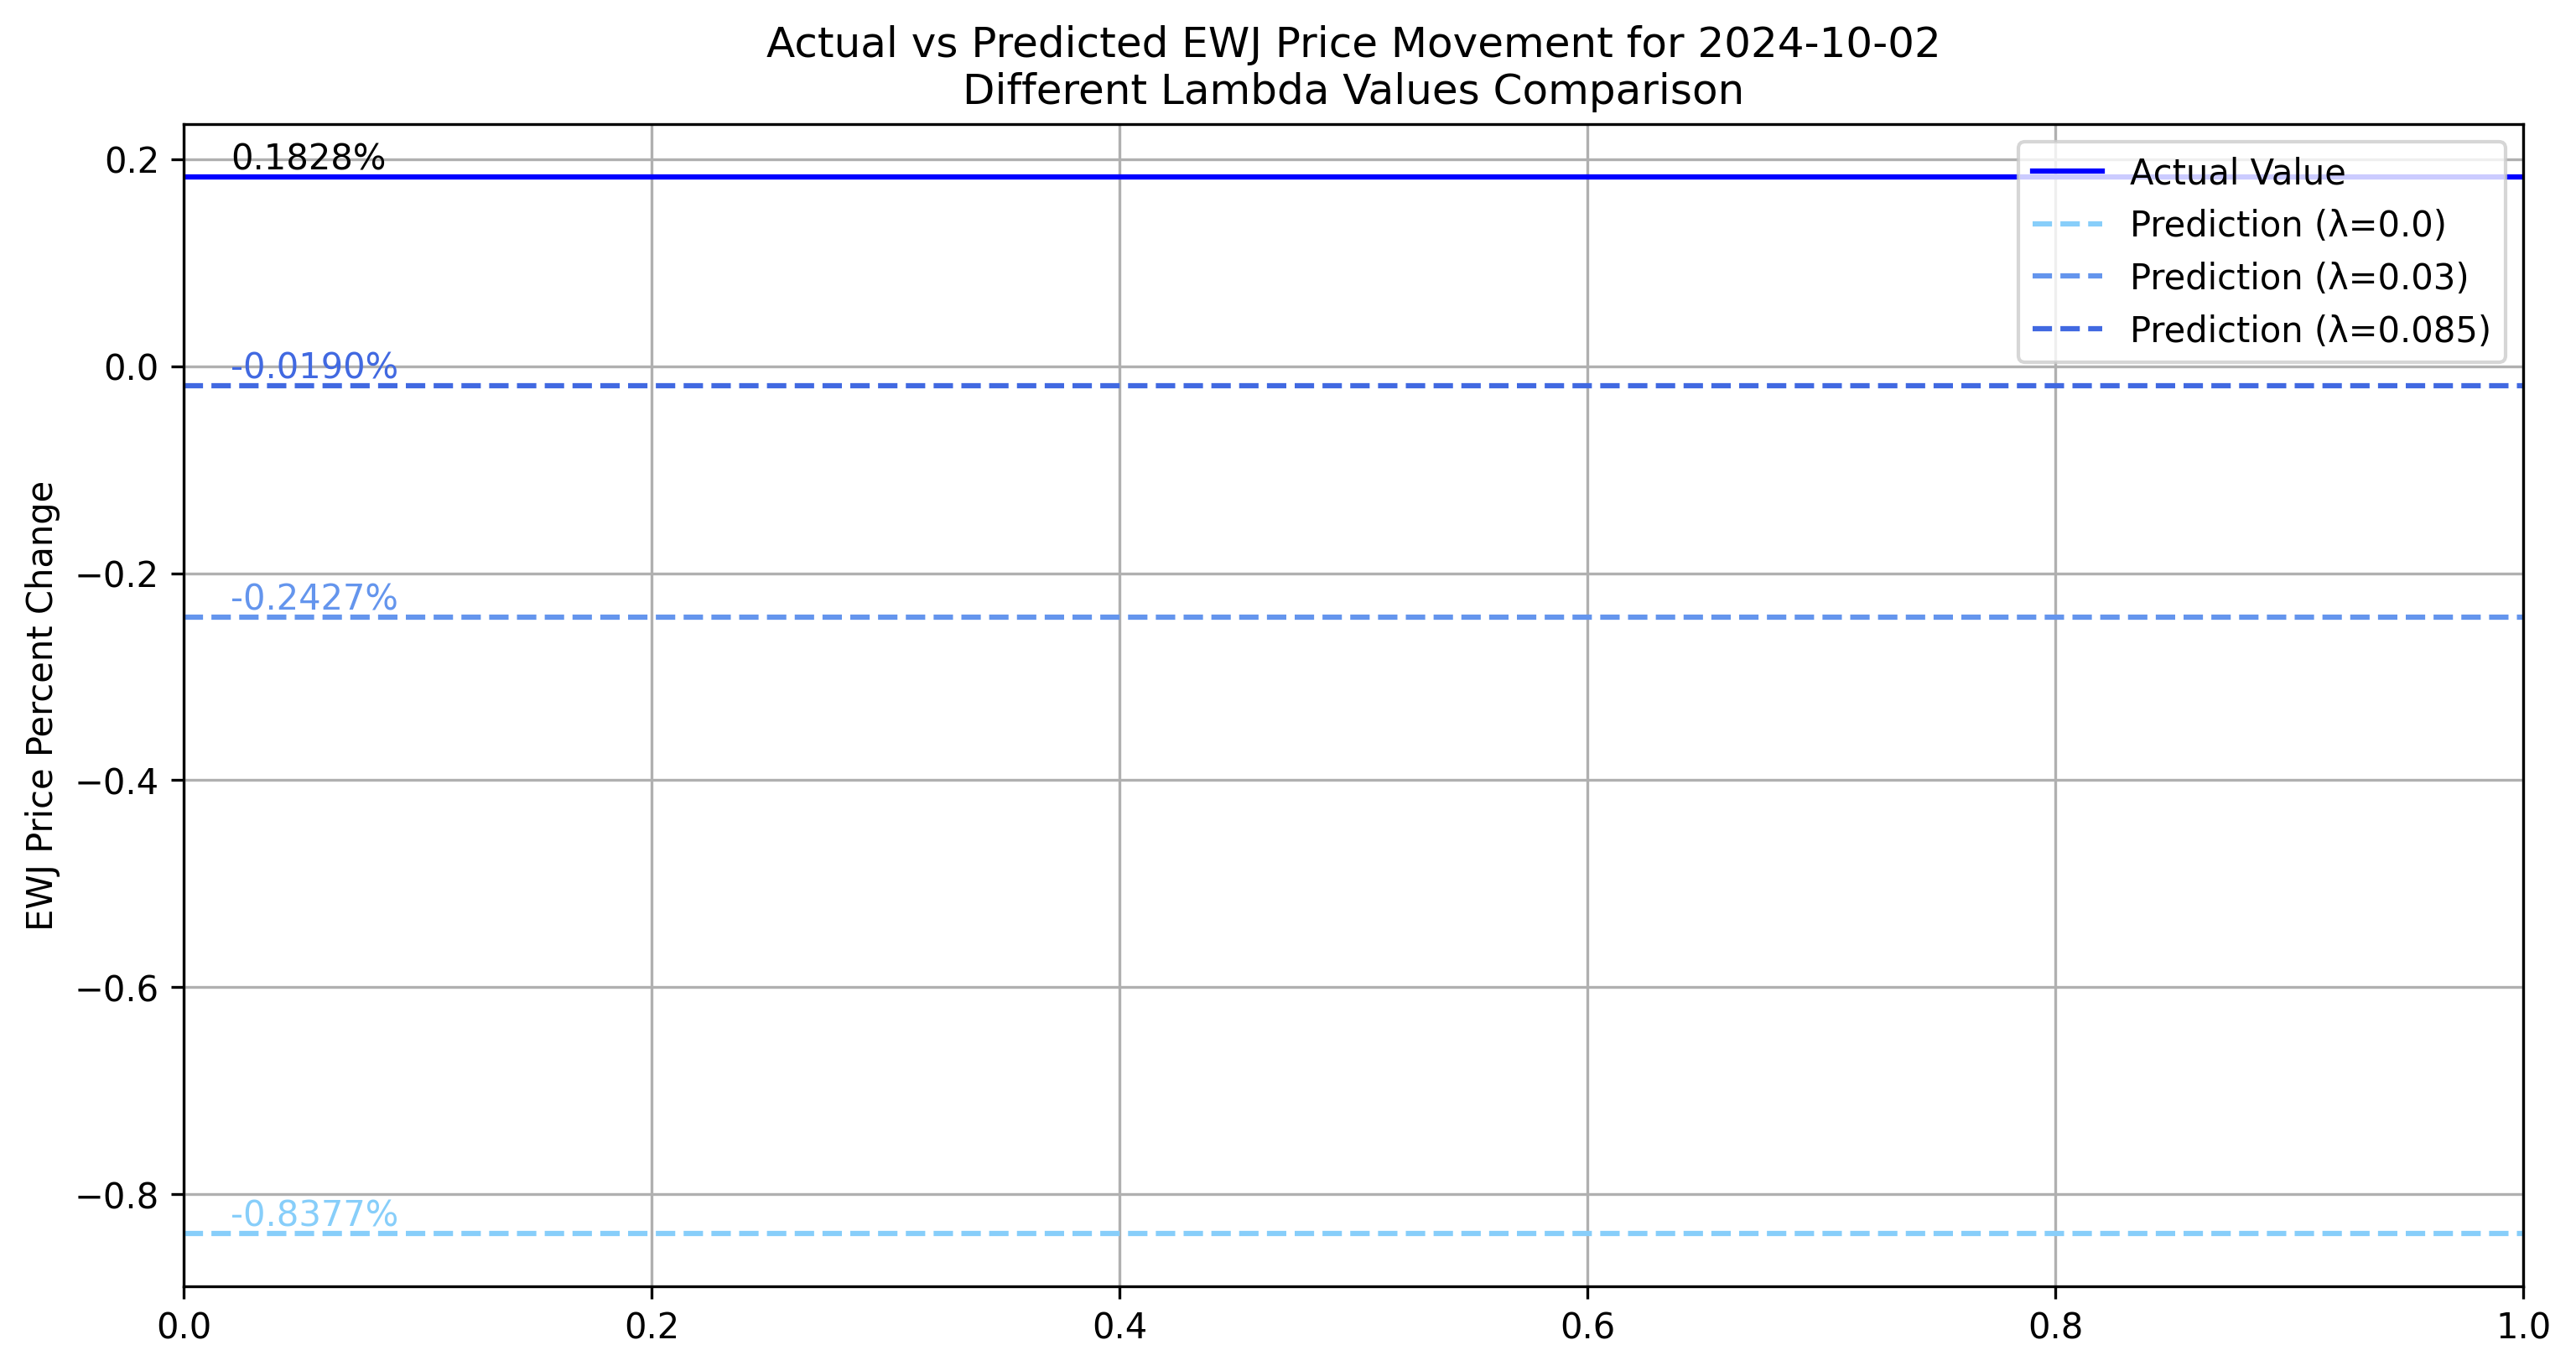 Actual vs Predicted EWJ Price Movement for 2024-10-02
Different Lambda Values Comparison
EWJ Price Percent Change
0.2
0.0
−0.2
−0.4
−0.6
−0.8
0.1828%
-0.0190%
-0.2427%
-0.8377%
Actual Value
Prediction (λ=0.0)
Prediction (λ=0.03)
Prediction (λ=0.085)
0.0
0.2
0.4
0.6
0.8
1.0